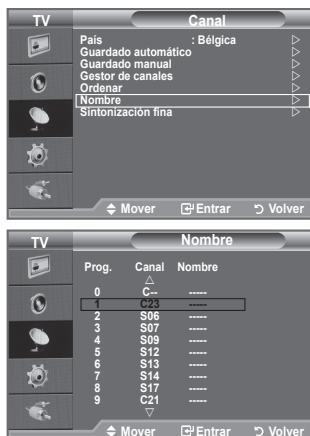 TV Canal
País : Bélgica
Guardado automático
Guardado manual
Gestor de canales
Ordenar
Nombre
Sintonización fina
Mover Entrar Volver
TV Nombre
Prog. Canal Nombre
0 C-- -----
1 C23 -----
2 S06 -----
3 S07 -----
4 S09 -----
5 S12 -----
6 S13 -----
7 S14 -----
8 S17 -----
9 C21 -----
Mover Entrar Volver